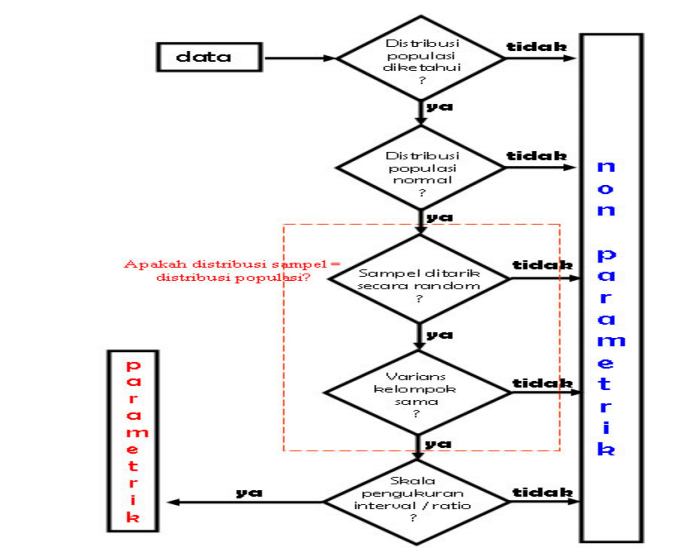 data
Distribusi
populasi
diketahui
?
tidak
ya
Distribusi
populasi
normal
?
tidak
ya
Apakah distribusi sampel =
distribusi populasi?
Sampel ditarik
secara random
?
tidak
ya
Varians
kelompok
sama
?
tidak
ya
Skala
pengukuran
interval / ratio
?
tidak
ya
parametrik
non parametrik